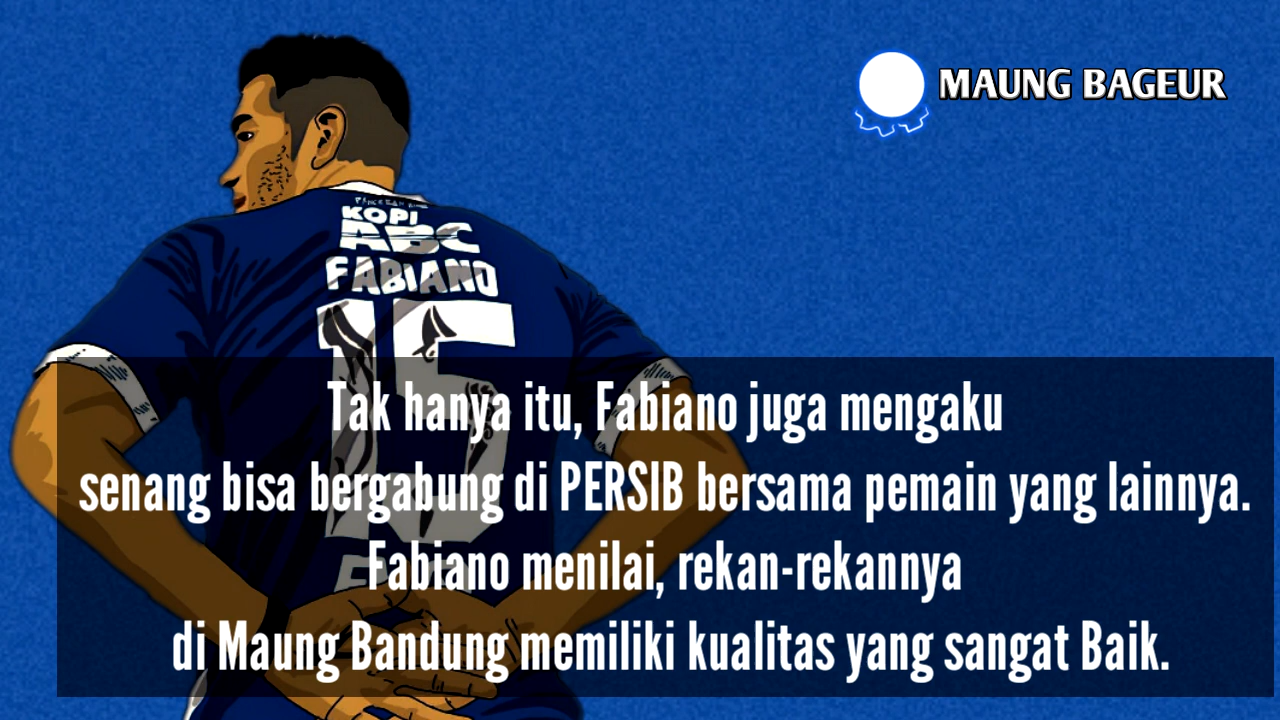 MAUNG BAGEUR
KOPI
ABC
FABIANO
15
Tak hanya itu, Fabiano juga mengaku
senang bisa bergabung di PERSIB bersama pemain yang lainnya.
Fabiano menilai, rekan-rekannya
di Maung Bandung memiliki kualitas yang sangat Baik.